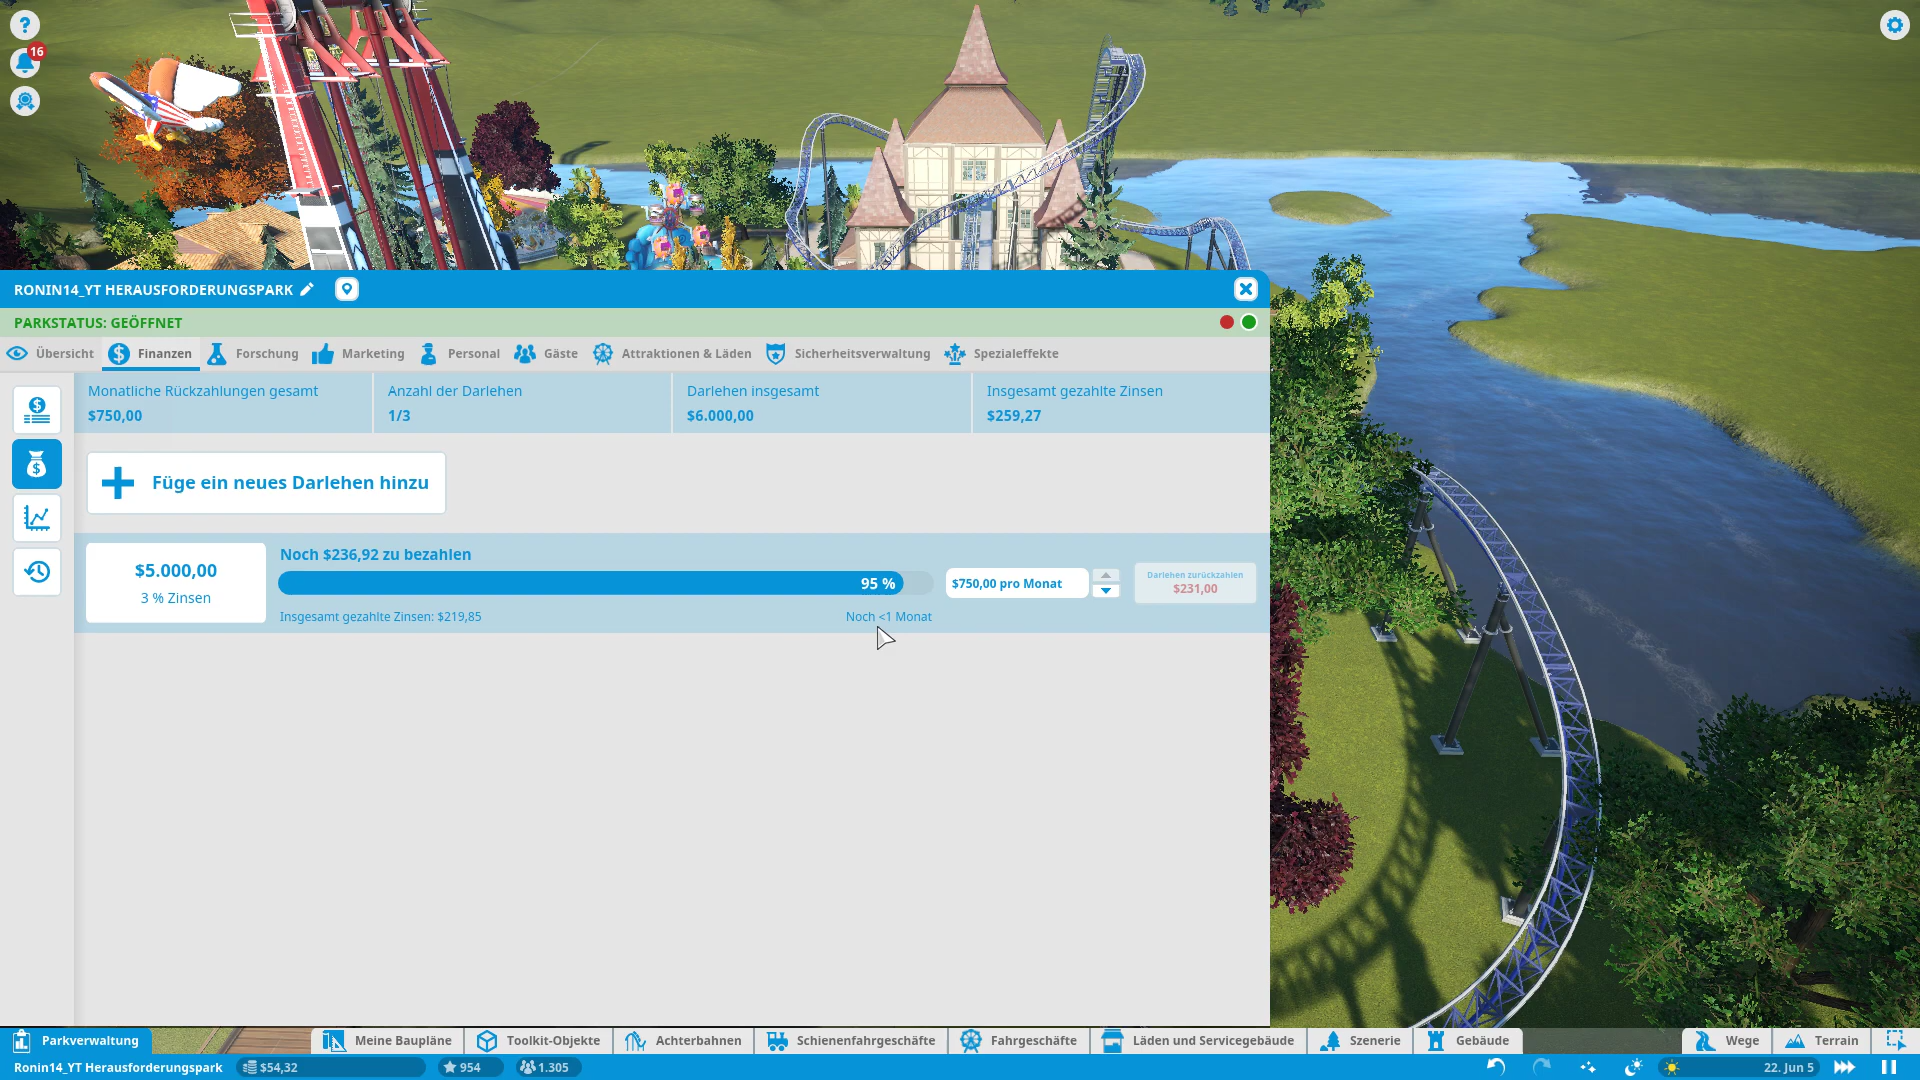 ?
16
RONIN14_YT HERAUSFORDERUNGSPARK
PARKSTATUS: GEÖFFNET
Übersicht
Finanzen
Forschung
Marketing
Personal
Gäste
Attraktionen & Läden
Sicherheitsverwaltung
Spezialeffekte
Monatliche Rückzahlungen gesamt
$750,00
Anzahl der Darlehen
1/3
Darlehen insgesamt
$6.000,00
Insgesamt gezahlte Zinsen
$259,27
Füge ein neues Darlehen hinzu
$5.000,00
3 % Zinsen
Noch $236,92 zu bezahlen
95 %
Insgesamt gezahlte Zinsen: $219,85
Noch <1 Monat
$750,00 pro Monat
Darlehen zurückzahlen
$231,00
Parkverwaltung
Meine Baupläne
Toolkit-Objekte
Achterbahnen
Schienenfahrgeschäfte
Fahrgeschäfte
Läden und Servicegebäude
Szenerie
Gebäude
Wege
Terrain
Ronin14_YT Herausforderungspark
$54,32
954
1.305
22. Jun 5